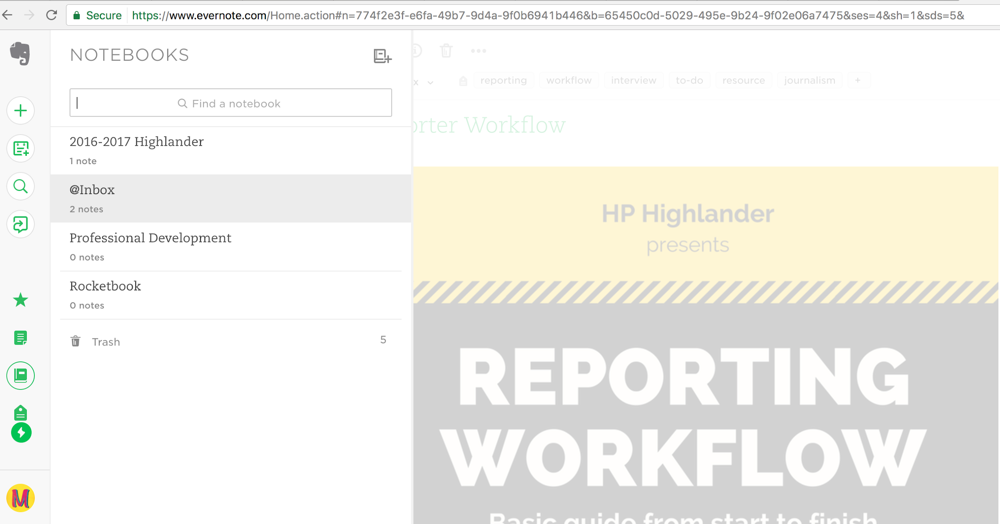 Secure https://www.evernote.com/Home.action#n=774f2e3f-e6fa-49b7-9d4a-9f0b6941b446&b=65450c0d-5029-495e-9b24-9f02e06a7475&ses=4&sh=1&sds=5&
NOTEBOOKS
Find a notebook
2016-2017 Highlander
1 note
@Inbox
2 notes
Professional Development
0 notes
Rocketbook
0 notes
Trash 5
M
x reporting workflow interview to-do resource journalism +
orter Workflow
HP Highlander
presents
REPORTING
WORKFLOW
Basic guide from start to finish